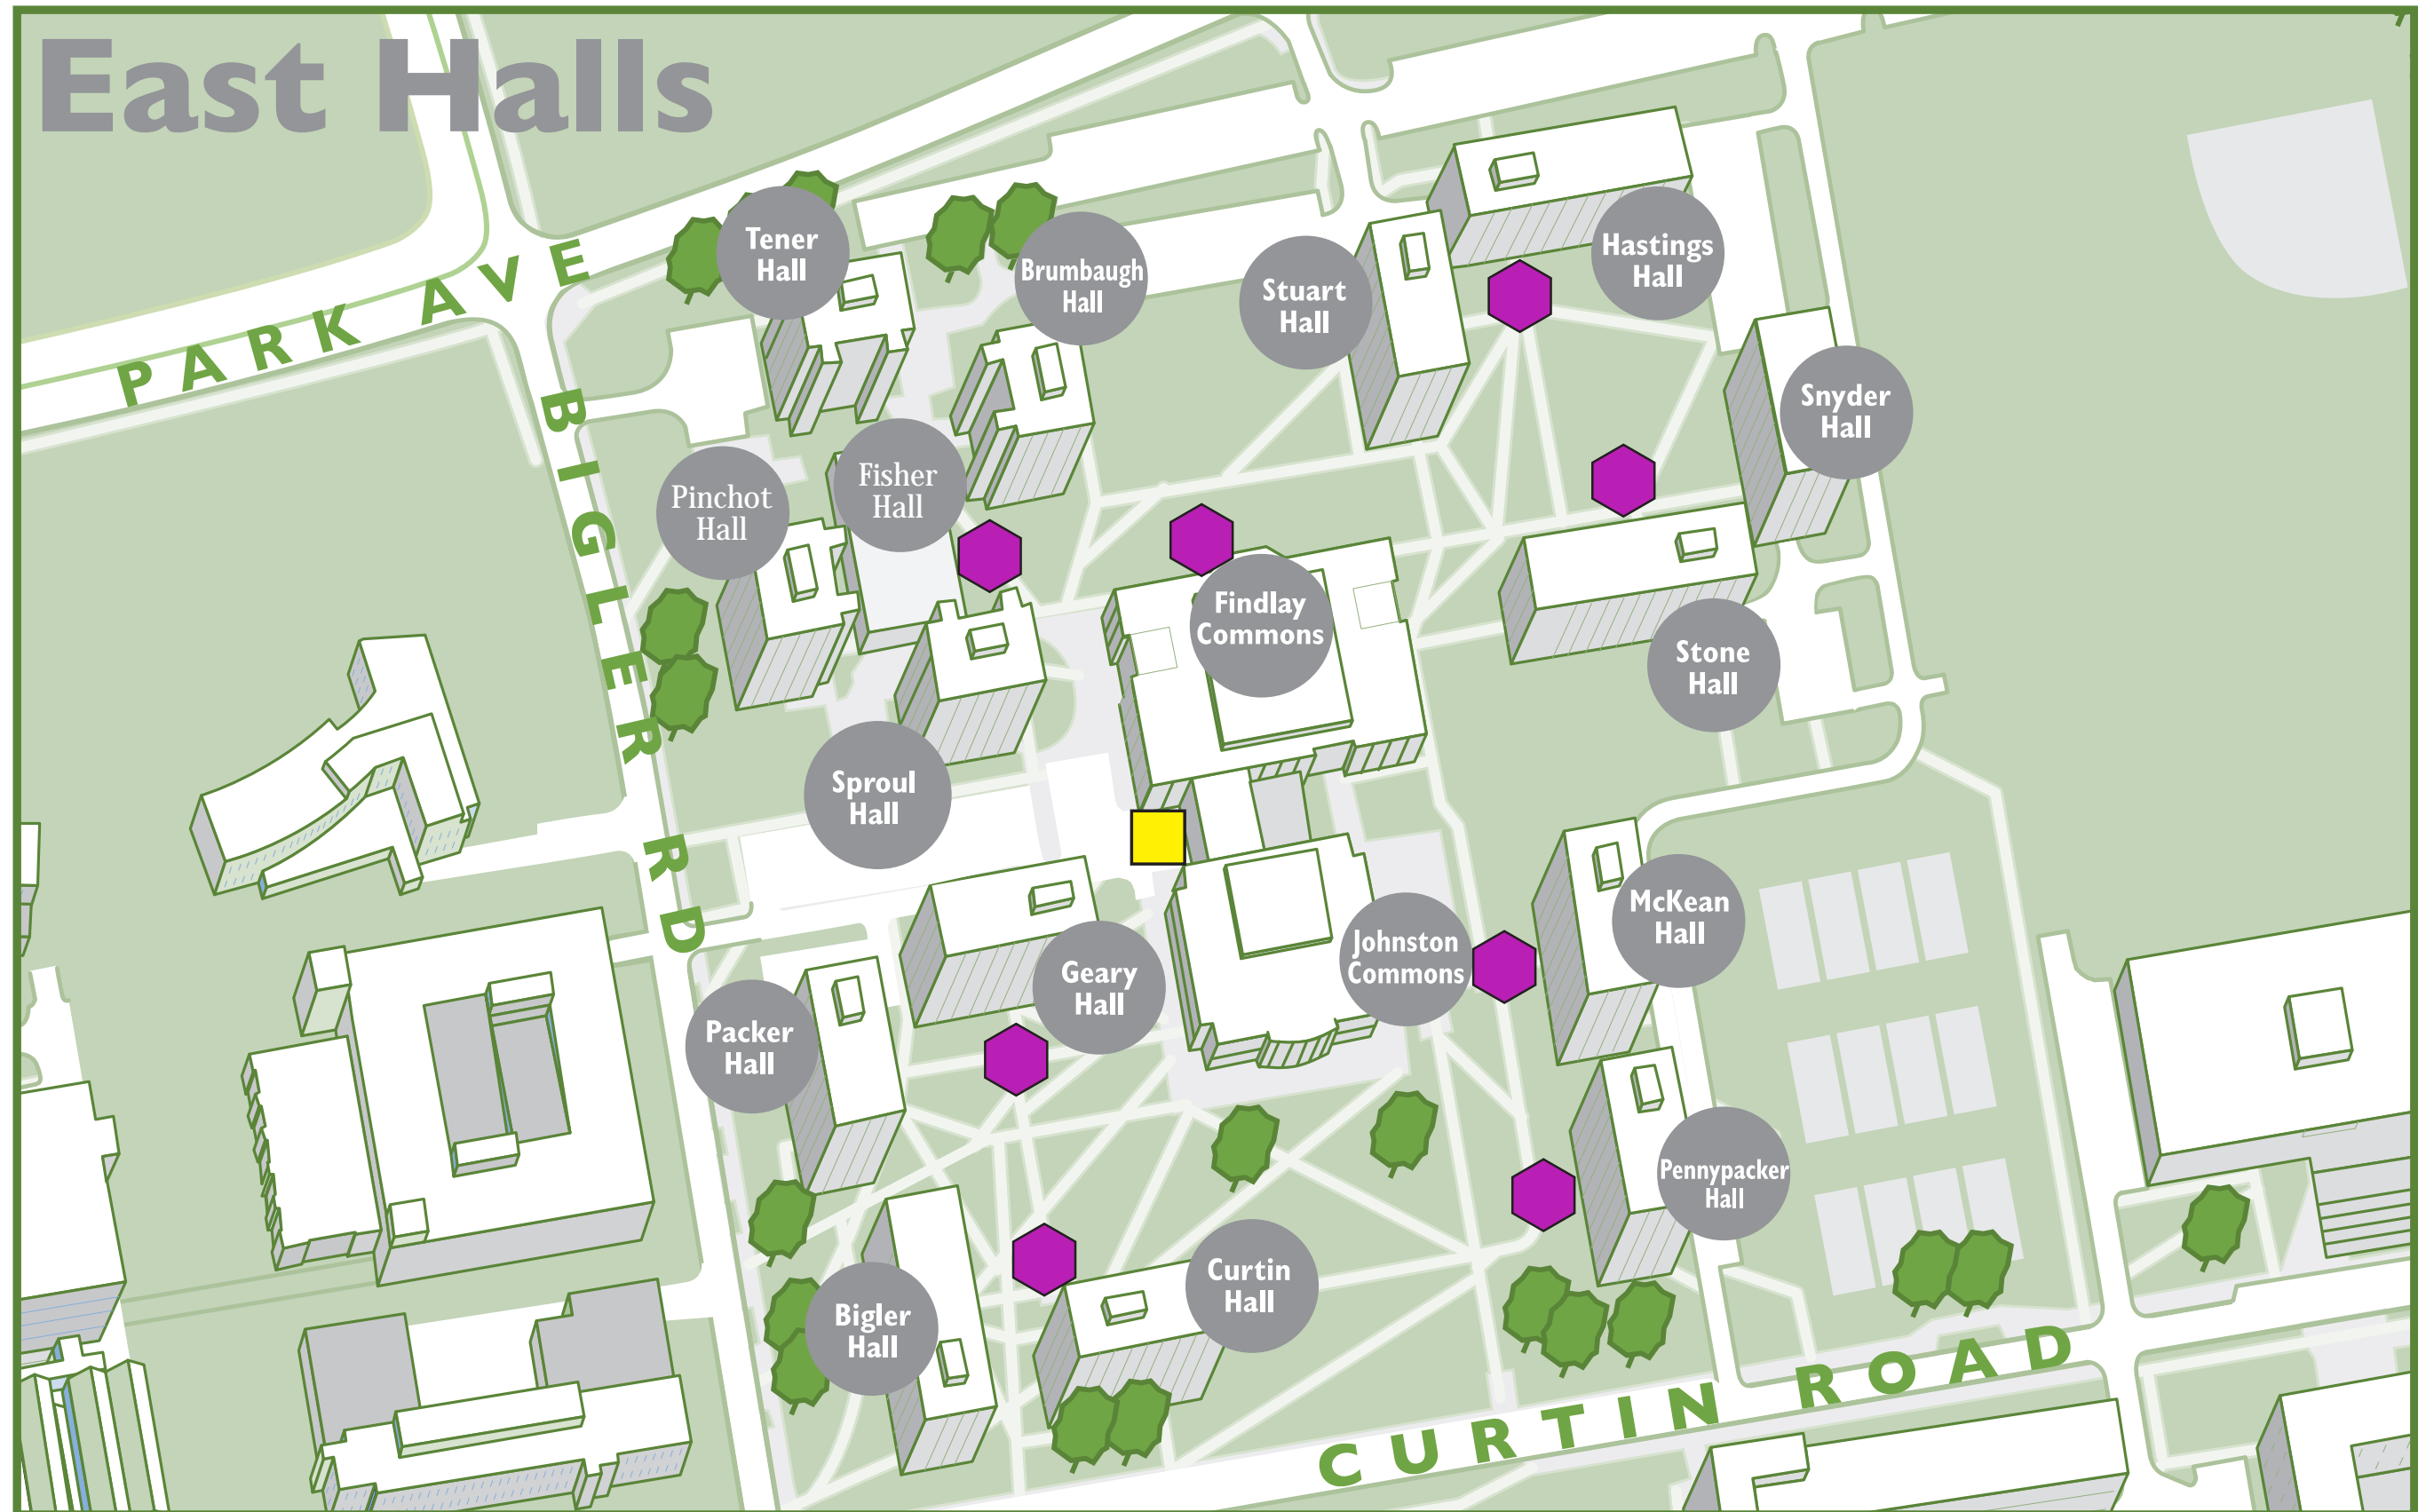 East Halls
PARK AVE
BIGLER RD
Tener
Hall
Brumbaugh
Hall
Stuart
Hall
Hastings
Hall
Snyder
Hall
Pinchot
Hall
Fisher
Hall
Findlay
Commons
Stone
Hall
Sproul
Hall
McKean
Hall
Johnston
Commons
Geary
Hall
Packer
Hall
Pennypacker
Hall
Curtin
Hall
Bigler
Hall
CURTIN ROAD